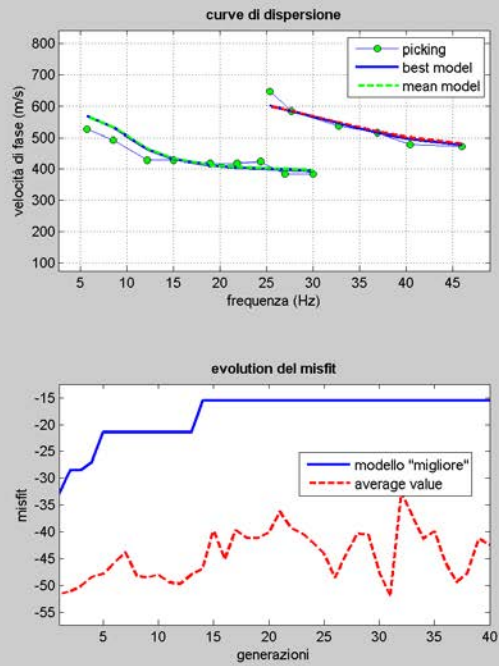 curve di dispersione
800
700
600
500
400
300
200
100
velocità di fase (m/s)
picking
best model
mean model
5 10 15 20 25 30 35 40 45
frequenza (Hz)
evolution del misfit
-15
-20
-25
-30
-35
-40
-45
-50
-55
misfit
modello "migliore"
average value
5 10 15 20 25 30 35 40
generazioni